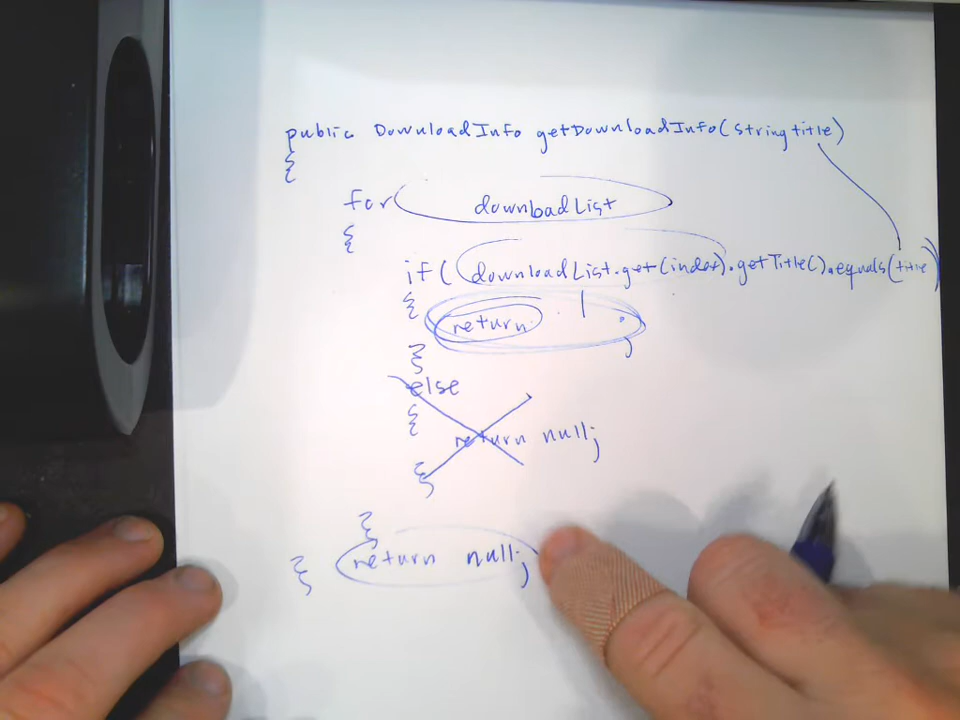 public DownloadInfo getDownloadInfo(string title)
{
for( downloadList )
{
if( downloadList.get(index).getTitle().equals(title))
{
return . ;
}
else
{
return null;
}
}
return null;
}